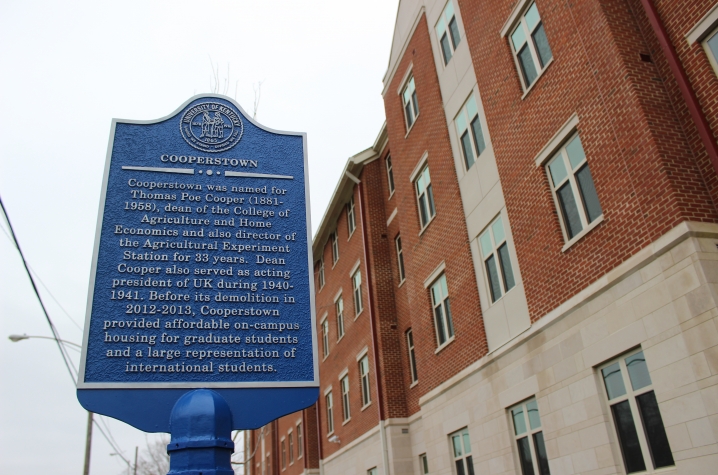 UNIVERSITY OF KENTUCKY
COOPERSTOWN
Cooperstown was named for
Thomas Poe Cooper (1881-
1958), dean of the College of
Agriculture and Home
Economics and also director of
the Agricultural Experiment
Station for 33 years. Dean
Cooper also served as acting
president of UK during 1940-
1941. Before its demolition in
2012-2013, Cooperstown
provided affordable on-campus
housing for graduate students
and a large representation of
international students.